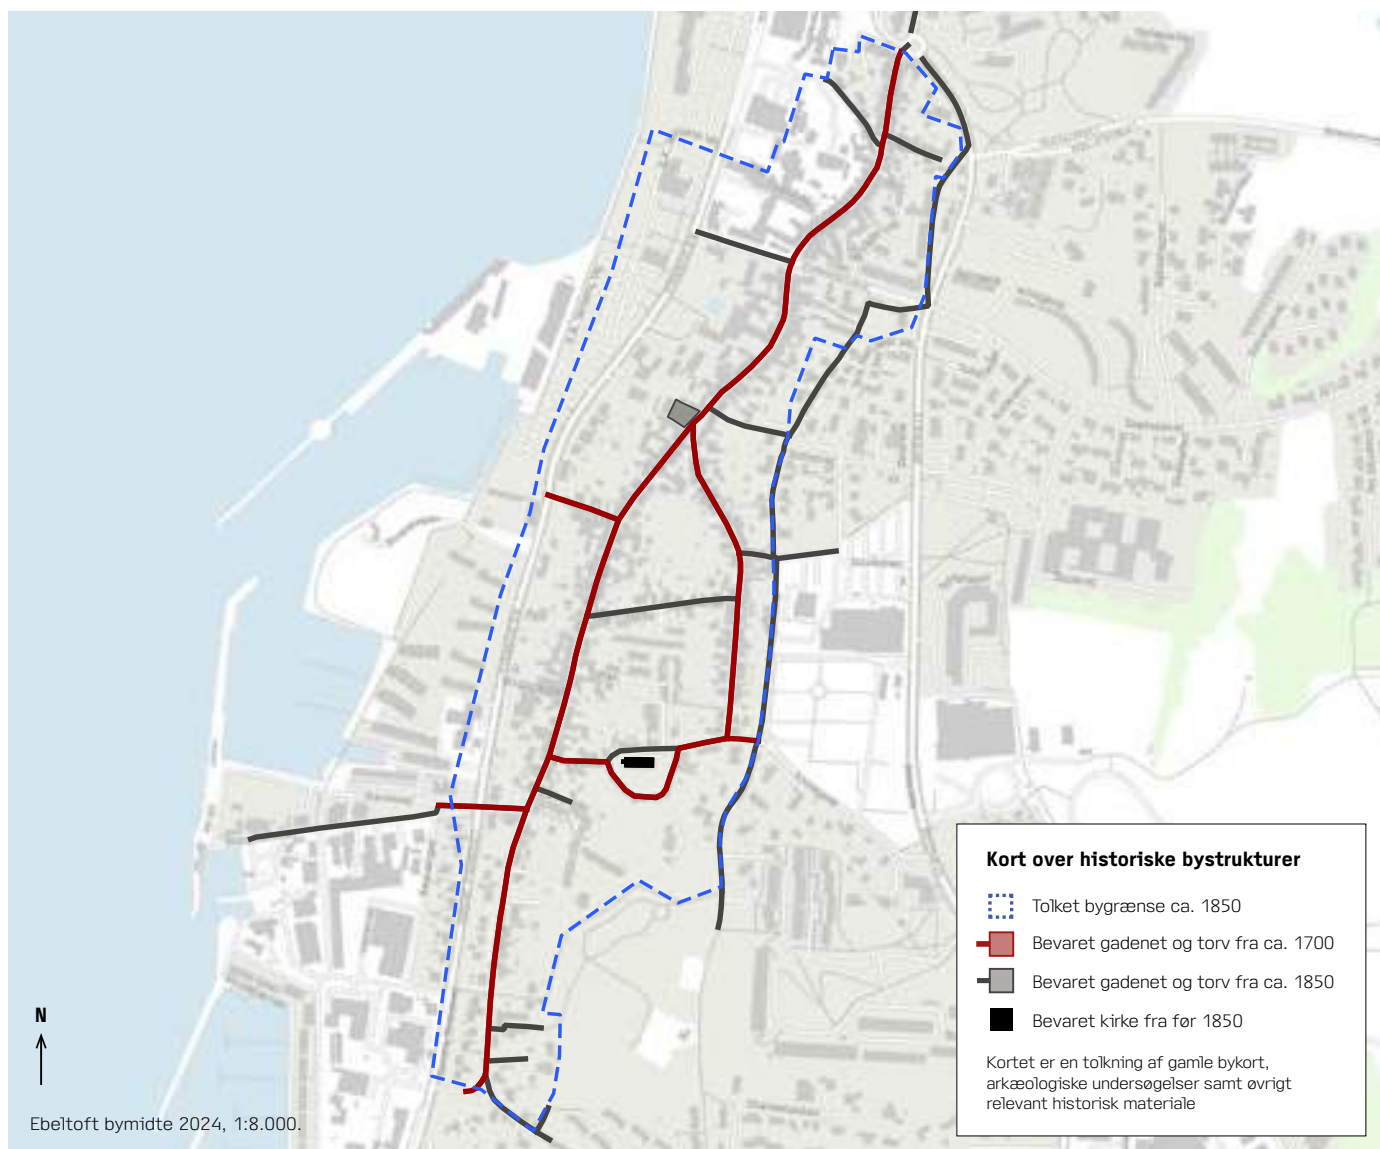 Kort over historiske bystrukturer
Tolket bygrænse ca. 1850
Bevaret gadenet og torv fra ca. 1700
Bevaret gadenet og torv fra ca. 1850
Bevaret kirke fra før 1850
Kortet er en tolkning af gamle bykort,
arkæologiske undersøgelser samt øvrigt
relevant historisk materiale
N
Ebeltoft bymidte 2024, 1:8.000.